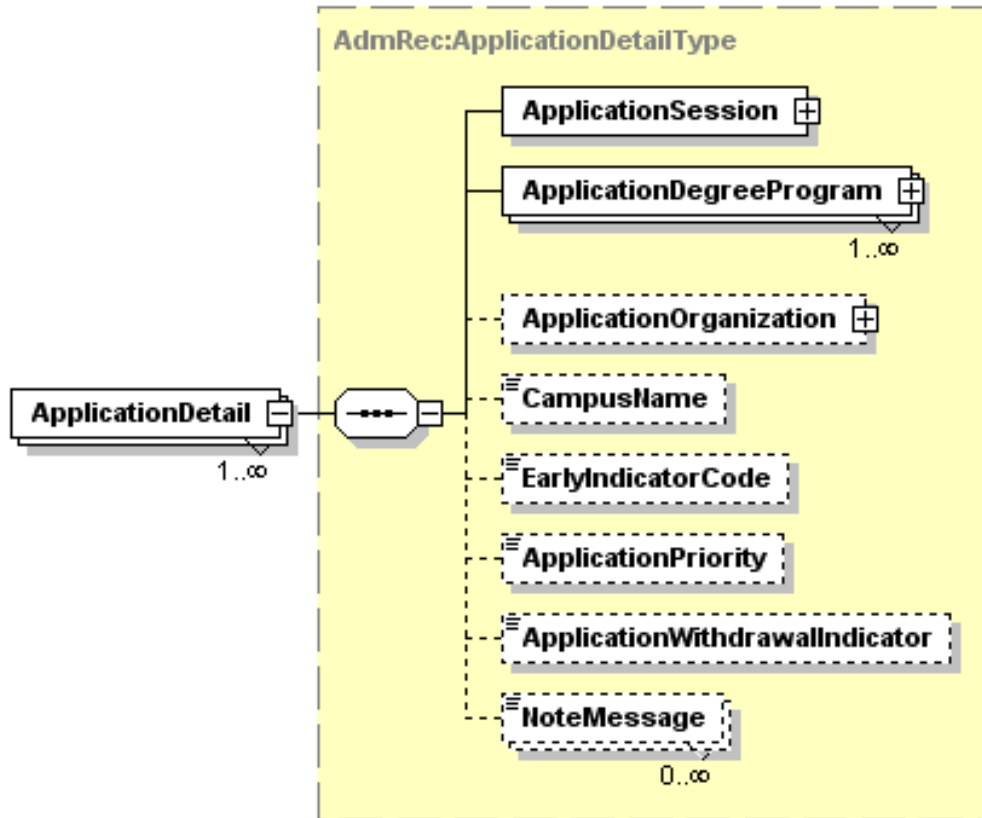 AdmRec:ApplicationDetailType
ApplicationSession
ApplicationDegreeProgram
1..∞
ApplicationOrganization
CampusName
ApplicationDetail
1..∞
EarlyIndicatorCode
ApplicationPriority
ApplicationWithdrawalIndicator
NoteMessage
0..∞